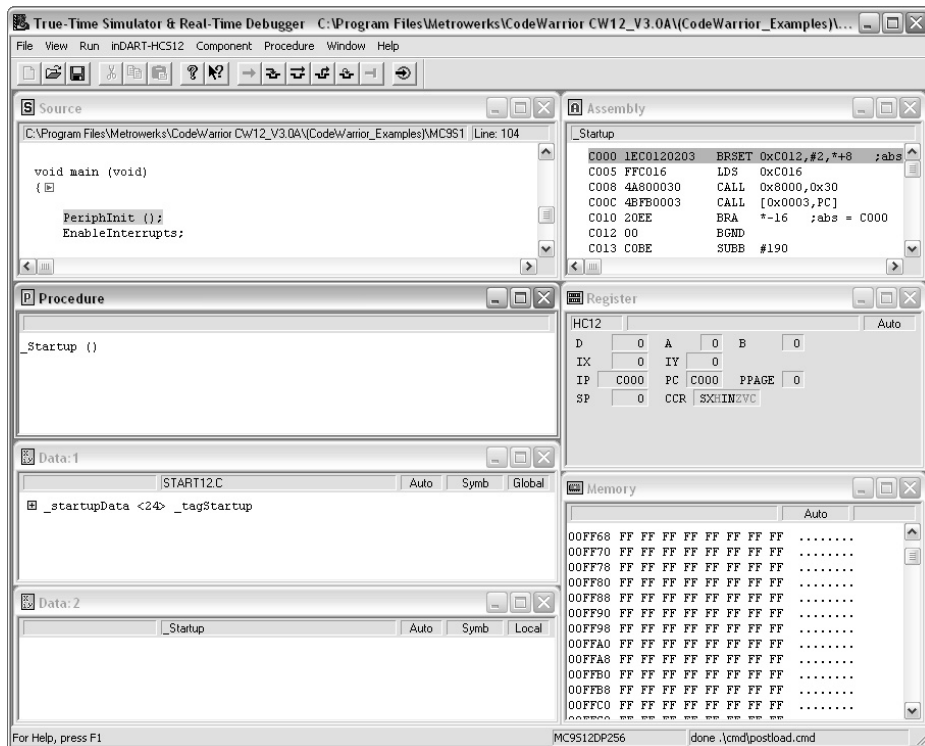 True-Time Simulator & Real-Time Debugger C:\Program Files\Metrowerks\CodeWarrior CW12_V3.0A\(CodeWarrior_Examples)\...
File View Run inDART-HCS12 Component Procedure Window Help
S Source
C:\Program Files\Metrowerks\CodeWarrior CW12_V3.0A\(CodeWarrior_Examples)\MC9S1 Line: 104
void main (void)
{
PeriphInit ();
EnableInterrupts;
A Assembly
_Startup
C000 1EC0120203 BRSET 0xC012,#2,*+8 ;abs
C005 FFC016 LDS 0xC016
C008 4A800030 CALL 0x8000,0x30
C00C 4BFB0003 CALL [0x0003,PC]
C010 20EE BRA *-16 ;abs = C000
C012 00 BGND
C013 C0BE SUBB #190
P Procedure
_Startup ()
Register
HC12 Auto
D 0 A 0 B 0
IX 0 IY 0
IP C000 PC C000 PPAGE 0
SP 0 CCR SXHINZVC
Data:1
START12.C Auto Symb Global
_startupData <24> _tagStartup
Memory
Auto
00FF68 FF FF FF FF FF FF FF FF ........
00FF70 FF FF FF FF FF FF FF FF ........
00FF78 FF FF FF FF FF FF FF FF ........
00FF80 FF FF FF FF FF FF FF FF ........
00FF88 FF FF FF FF FF FF FF FF ........
00FF90 FF FF FF FF FF FF FF FF ........
00FF98 FF FF FF FF FF FF FF FF ........
00FFA0 FF FF FF FF FF FF FF FF ........
00FFA8 FF FF FF FF FF FF FF FF ........
00FFB0 FF FF FF FF FF FF FF FF ........
00FFB8 FF FF FF FF FF FF FF FF ........
00FFC0 FF FF FF FF FF FF FF FF ........
Data:2
_Startup Auto Symb Local
For Help, press F1
MC9S12DP256 done .\cmd\postload.cmd